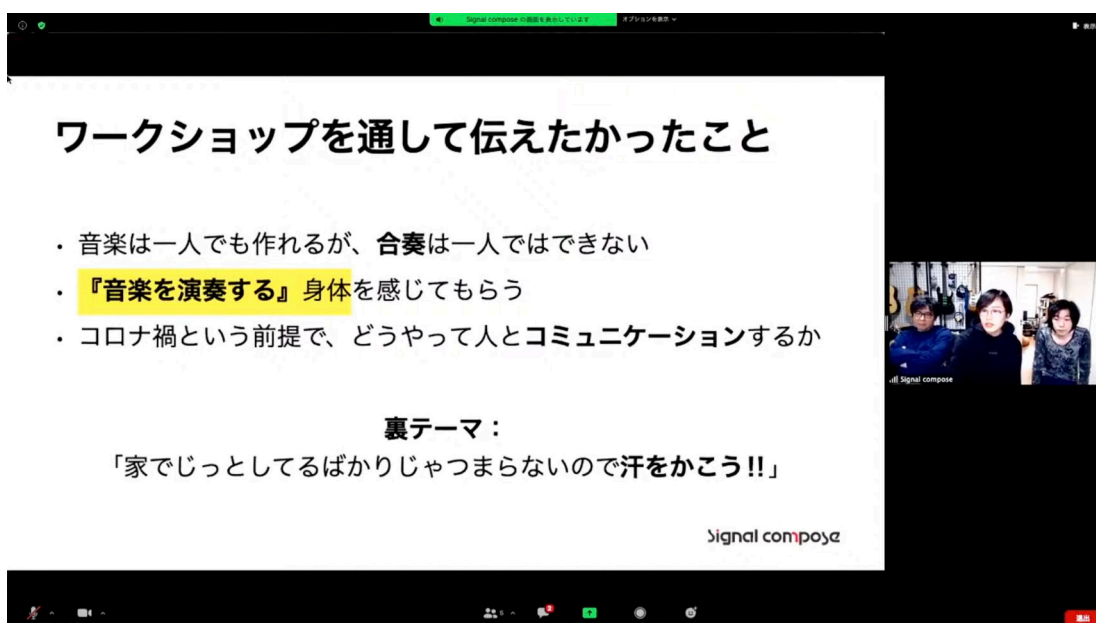 Signal compose の画面を表示しています
オプションを表示
表示
ワークショップを通して伝えたかったこと
・音楽は一人でも作れるが、合奏は一人ではできない
・『音楽を演奏する』身体を感じてもらう
・コロナ禍という前提で、どうやって人とコミュニケーションするか
裏テーマ：
「家でじっとしてるばかりじゃつまらないので汗をかこう!!」
Signal compose
Signal compose
5
2
退出